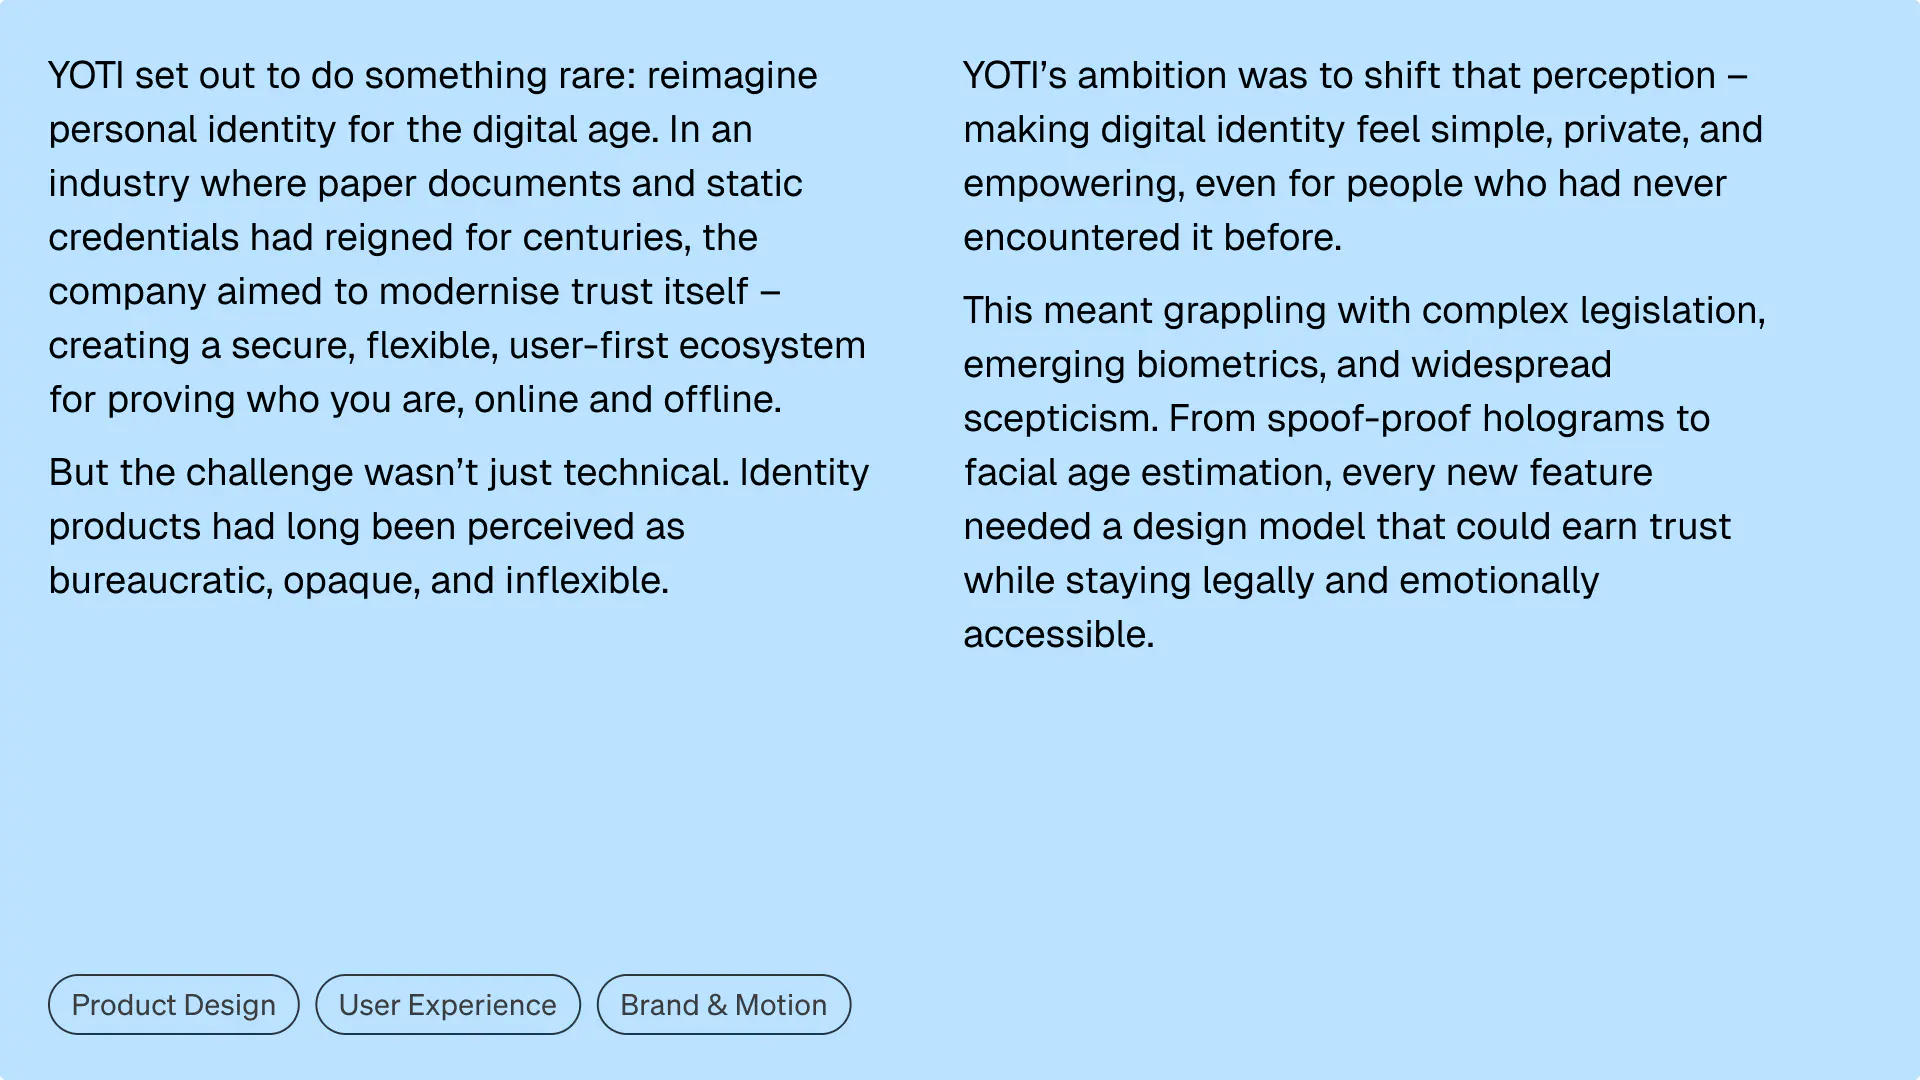 YOTI set out to do something rare: reimagine
personal identity for the digital age. In an
industry where paper documents and static
credentials had reigned for centuries, the
company aimed to modernise trust itself –
creating a secure, flexible, user-first ecosystem
for proving who you are, online and offline.
But the challenge wasn’t just technical. Identity
products had long been perceived as
bureaucratic, opaque, and inflexible.
YOTI’s ambition was to shift that perception –
making digital identity feel simple, private, and
empowering, even for people who had never
encountered it before.
This meant grappling with complex legislation,
emerging biometrics, and widespread
scepticism. From spoof-proof holograms to
facial age estimation, every new feature
needed a design model that could earn trust
while staying legally and emotionally
accessible.
Product Design
User Experience
Brand & Motion